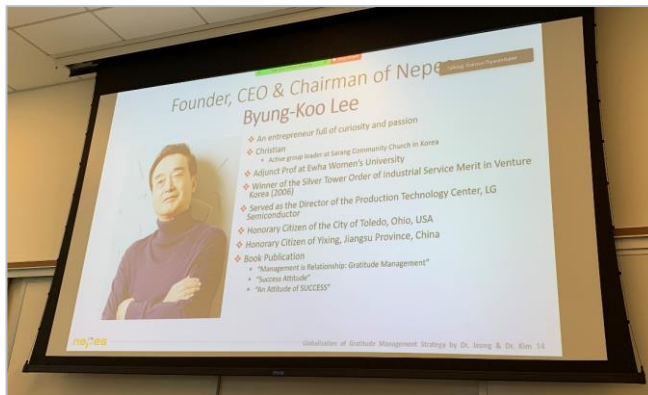 Founder, CEO & Chairman of Nepe
Byung-Koo Lee
An entrepreneur full of curiosity and passion
Christian
Active group leader at Sarang Community Church in Korea
Adjunct Prof at Ewha Women's University
Winner of the Silver Tower Order of Industrial Service Merit in Venture
Korea (2006)
Served as the Director of the Production Technology Center, LG
Semiconductor
Honorary Citizen of the City of Toledo, Ohio, USA
Honorary Citizen of Yixing, Jiangsu Province, China
Book Publication
"Management is Relationship: Gratitude Management"
"Success Attitude"
"An Attitude of SUCCESS"
nepes
Globalisation of Gratitude Management Strategy by Dr. Jeong & Dr. Kim 14